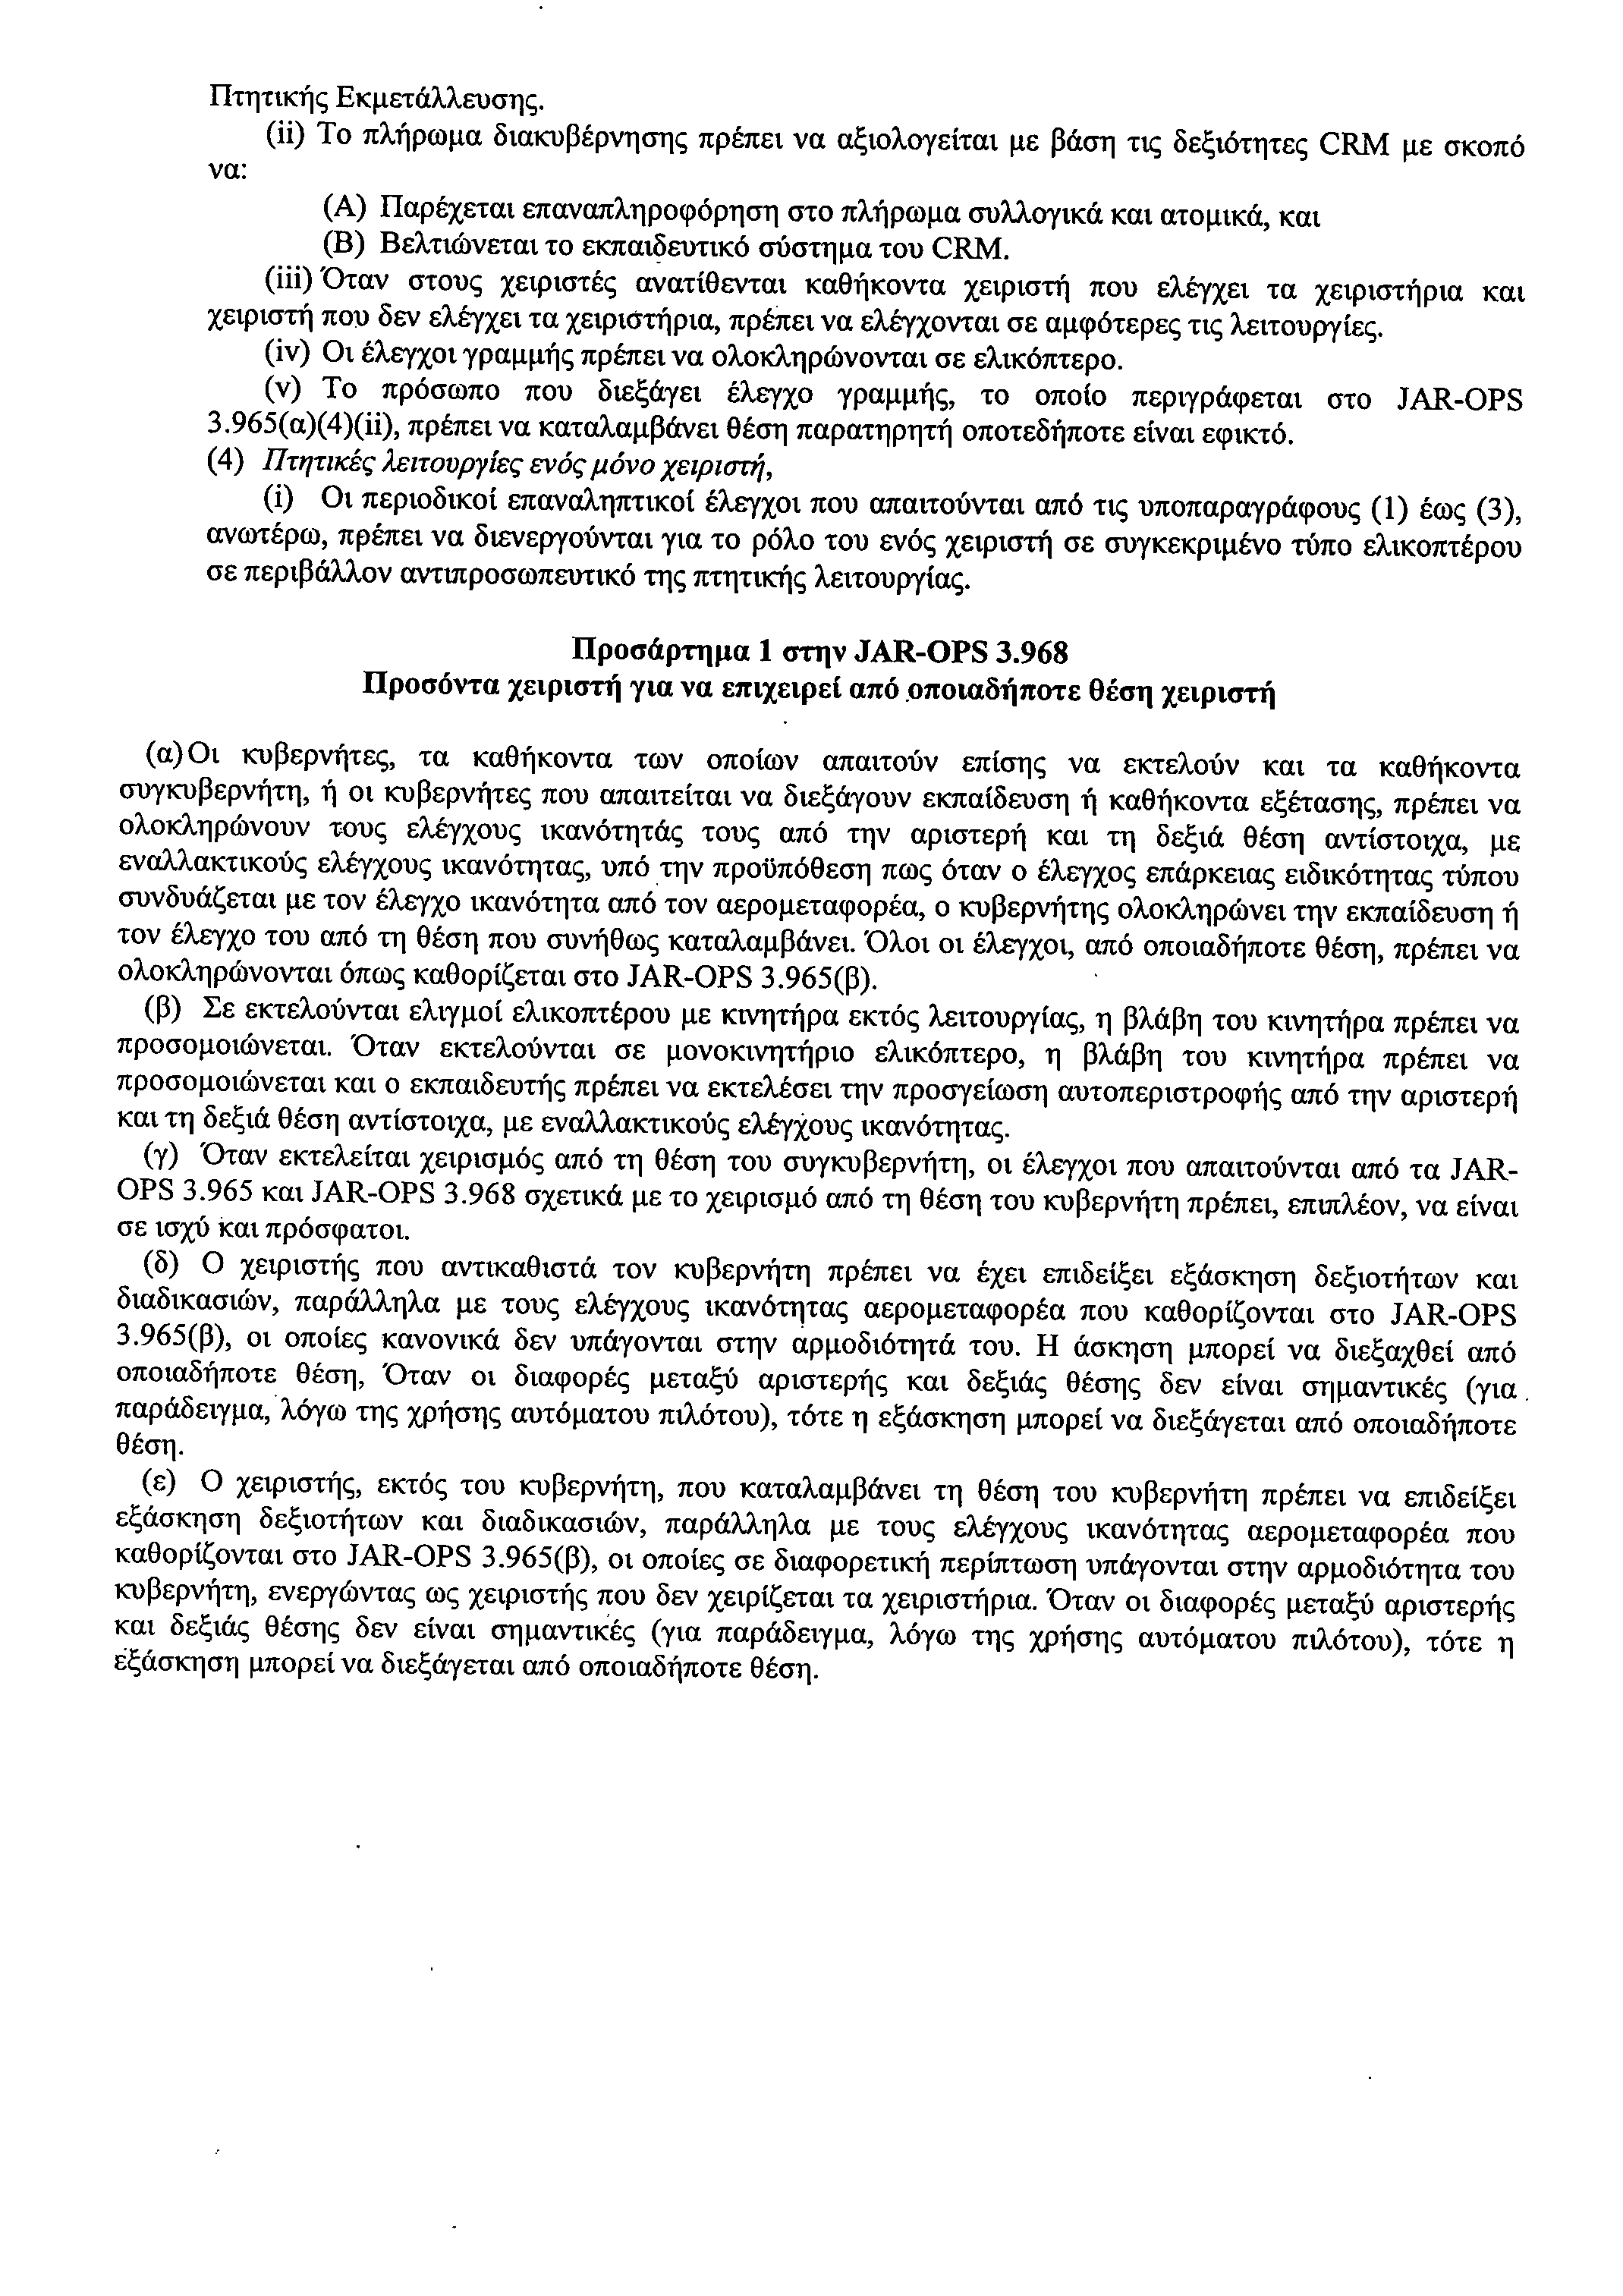 Πτητικής Εκμετάλλευσης.
(ii) Το πλήρωμα διακυβέρνησης πρέπει να αξιολογείται με βάση τις δεξιότητες CRM με σκοπό
να:
(Α) Παρέχεται επαναπληροφόρηση στο πλήρωμα συλλογικά και ατομικά, και
(Β) Βελτιώνεται το εκπαιδευτικό σύστημα του CRM.
(iii) Όταν στους χειριστές ανατίθενται καθήκοντα χειριστή που ελέγχει τα χειριστήρια και
χειριστή που δεν ελέγχει τα χειριστήρια, πρέπει να ελέγχονται σε αμφότερες τις λειτουργίες.
(iv) Οι έλεγχοι γραμμής πρέπει να ολοκληρώνονται σε ελικόπτερο.
(v) Το πρόσωπο που διεξάγει έλεγχο γραμμής, το οποίο περιγράφεται στο JAR-OPS
3.965(α)(4)(ii), πρέπει να καταλαμβάνει θέση παρατηρητή οποτεδήποτε είναι εφικτό.
(4) Πτητικές λειτουργίες ενός μόνο χειριστή,
(i) Οι περιοδικοί επαναληπτικοί έλεγχοι που απαιτούνται από τις υποπαραγράφους (1) έως (3),
ανωτέρω, πρέπει να διενεργούνται για το ρόλο του ενός χειριστή σε συγκεκριμένο τύπο ελικοπτέρου
σε περιβάλλον αντιπροσωπευτικό της πτητικής λειτουργίας.
Προσάρτημα 1 στην JAR-OPS 3.968
Προσόντα χειριστή για να επιχειρεί από οποιαδήποτε θέση χειριστή
(α) Οι κυβερνήτες, τα καθήκοντα των οποίων απαιτούν επίσης να εκτελούν και τα καθήκοντα
συγκυβερνήτη, ή οι κυβερνήτες που απαιτείται να διεξάγουν εκπαίδευση ή καθήκοντα εξέτασης, πρέπει να
ολοκληρώνουν τους ελέγχους ικανότητάς τους από την αριστερή και τη δεξιά θέση αντίστοιχα, με
εναλλακτικούς ελέγχους ικανότητας, υπό την προϋπόθεση πως όταν ο έλεγχος επάρκειας ειδικότητας τύπου
συνδυάζεται με τον έλεγχο ικανότητα από τον αερομεταφορέα, ο κυβερνήτης ολοκληρώνει την εκπαίδευση ή
τον έλεγχο του από τη θέση που συνήθως καταλαμβάνει. Όλοι οι έλεγχοι, από οποιαδήποτε θέση, πρέπει να
ολοκληρώνονται όπως καθορίζεται στο JAR-OPS 3.965(β).
(β) Σε εκτελούνται ελιγμοί ελικοπτέρου με κινητήρα εκτός λειτουργίας, η βλάβη του κινητήρα πρέπει να
προσομοιώνεται. Όταν εκτελούνται σε μονοκινητήριο ελικόπτερο, η βλάβη του κινητήρα πρέπει να
προσομοιώνεται και ο εκπαιδευτής πρέπει να εκτελέσει την προσγείωση αυτοπεριστροφής από την αριστερή
και τη δεξιά θέση αντίστοιχα, με εναλλακτικούς ελέγχους ικανότητας.
(γ) Όταν εκτελείται χειρισμός από τη θέση του συγκυβερνήτη, οι έλεγχοι που απαιτούνται από τα JAR-
OPS 3.965 και JAR-OPS 3.968 σχετικά με το χειρισμό από τη θέση του κυβερνήτη πρέπει, επιπλέον, να είναι
σε ισχύ και πρόσφατοι.
(δ) Ο χειριστής που αντικαθιστά τον κυβερνήτη πρέπει να έχει επιδείξει εξάσκηση δεξιοτήτων και
διαδικασιών, παράλληλα με τους ελέγχους ικανότητας αερομεταφορέα που καθορίζονται στο JAR-OPS
3.965(β), οι οποίες κανονικά δεν υπάγονται στην αρμοδιότητά του. Η άσκηση μπορεί να διεξαχθεί από
οποιαδήποτε θέση, Όταν οι διαφορές μεταξύ αριστερής και δεξιάς θέσης δεν είναι σημαντικές (για
παράδειγμα, λόγω της χρήσης αυτόματου πιλότου), τότε η εξάσκηση μπορεί να διεξάγεται από οποιαδήποτε
θέση.
(ε) Ο χειριστής, εκτός του κυβερνήτη, που καταλαμβάνει τη θέση του κυβερνήτη πρέπει να επιδείξει
εξάσκηση δεξιοτήτων και διαδικασιών, παράλληλα με τους ελέγχους ικανότητας αερομεταφορέα που
καθορίζονται στο JAR-OPS 3.965(β), οι οποίες σε διαφορετική περίπτωση υπάγονται στην αρμοδιότητα του
κυβερνήτη, ενεργώντας ως χειριστής που δεν χειρίζεται τα χειριστήρια. Όταν οι διαφορές μεταξύ αριστερής
και δεξιάς θέσης δεν είναι σημαντικές (για παράδειγμα, λόγω της χρήσης αυτόματου πιλότου), τότε η
εξάσκηση μπορεί να διεξάγεται από οποιαδήποτε θέση.